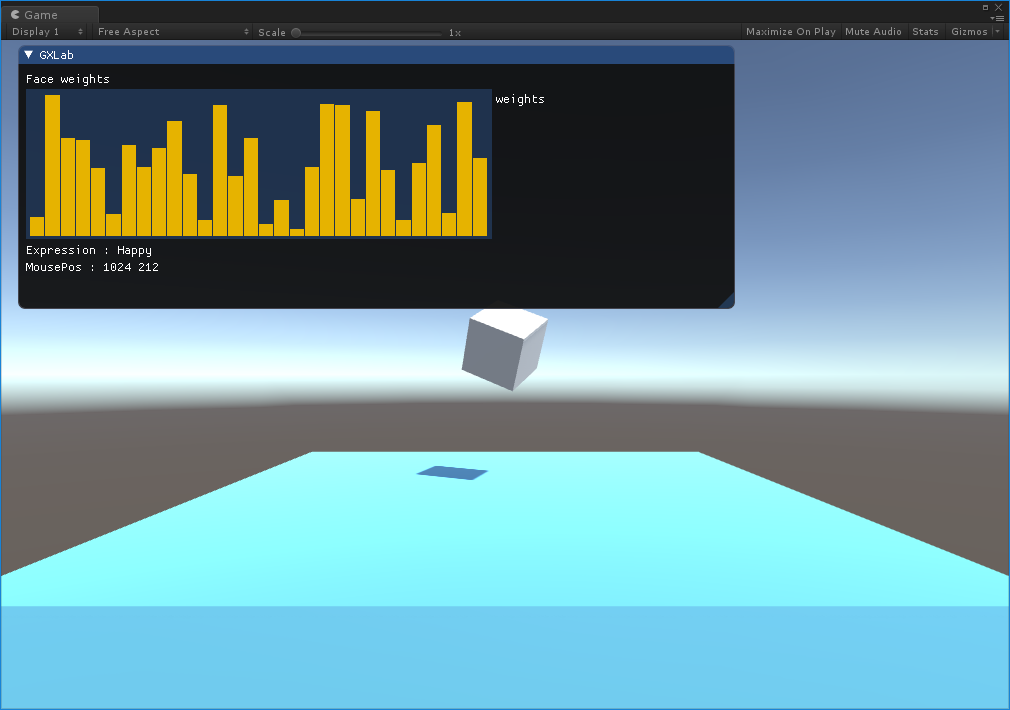 Game
Display 1 Free Aspect Scale 1x Maximize On Play Mute Audio Stats Gizmos
GXLab
Face weights
weights
Expression : Happy
MousePos : 1024 212